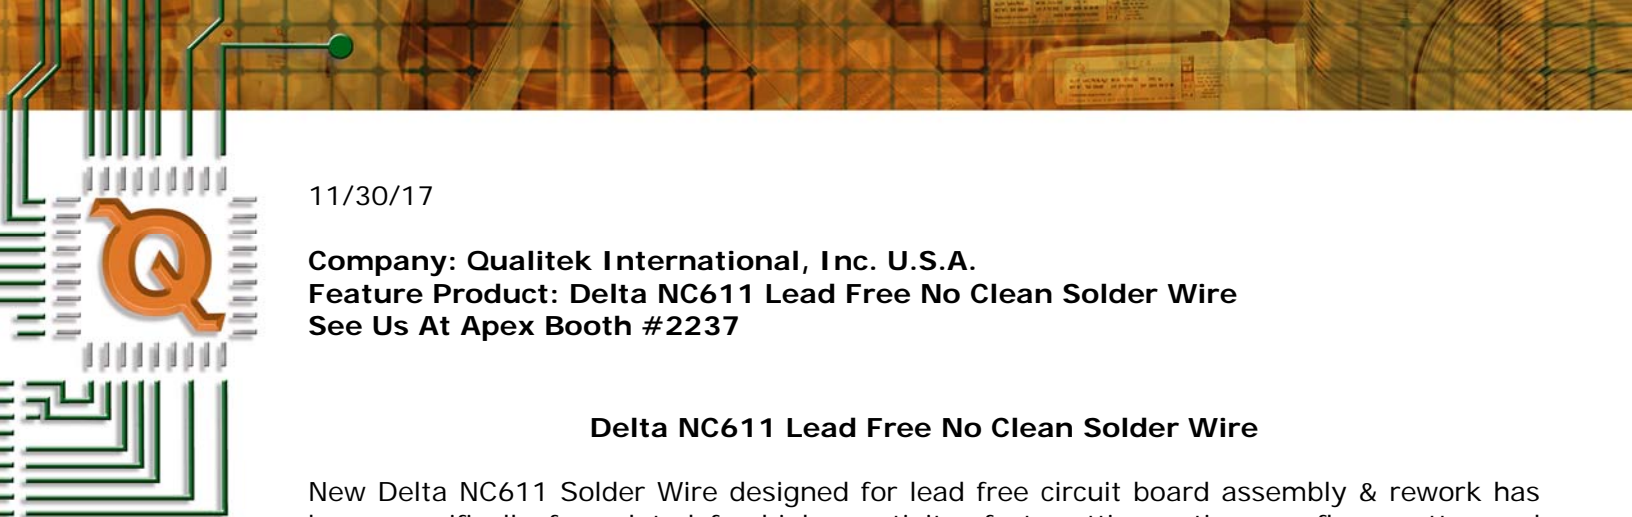 11/30/17
Company: Qualitek International, Inc. U.S.A.
Feature Product: Delta NC611 Lead Free No Clean Solder Wire
See Us At Apex Booth #2237
Delta NC611 Lead Free No Clean Solder Wire
New Delta NC611 Solder Wire designed for lead free circuit board assembly & rework has